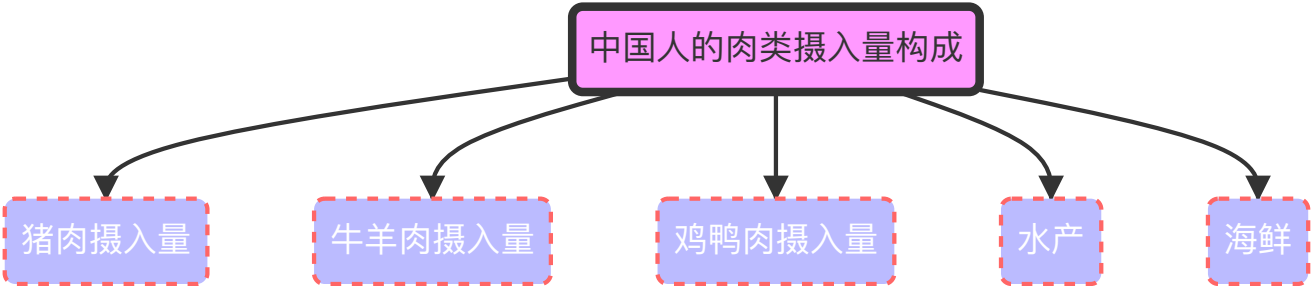 中国人的肉类摄入量构成
猪肉摄入量
牛羊肉摄入量
鸡鸭肉摄入量
水产
海鲜